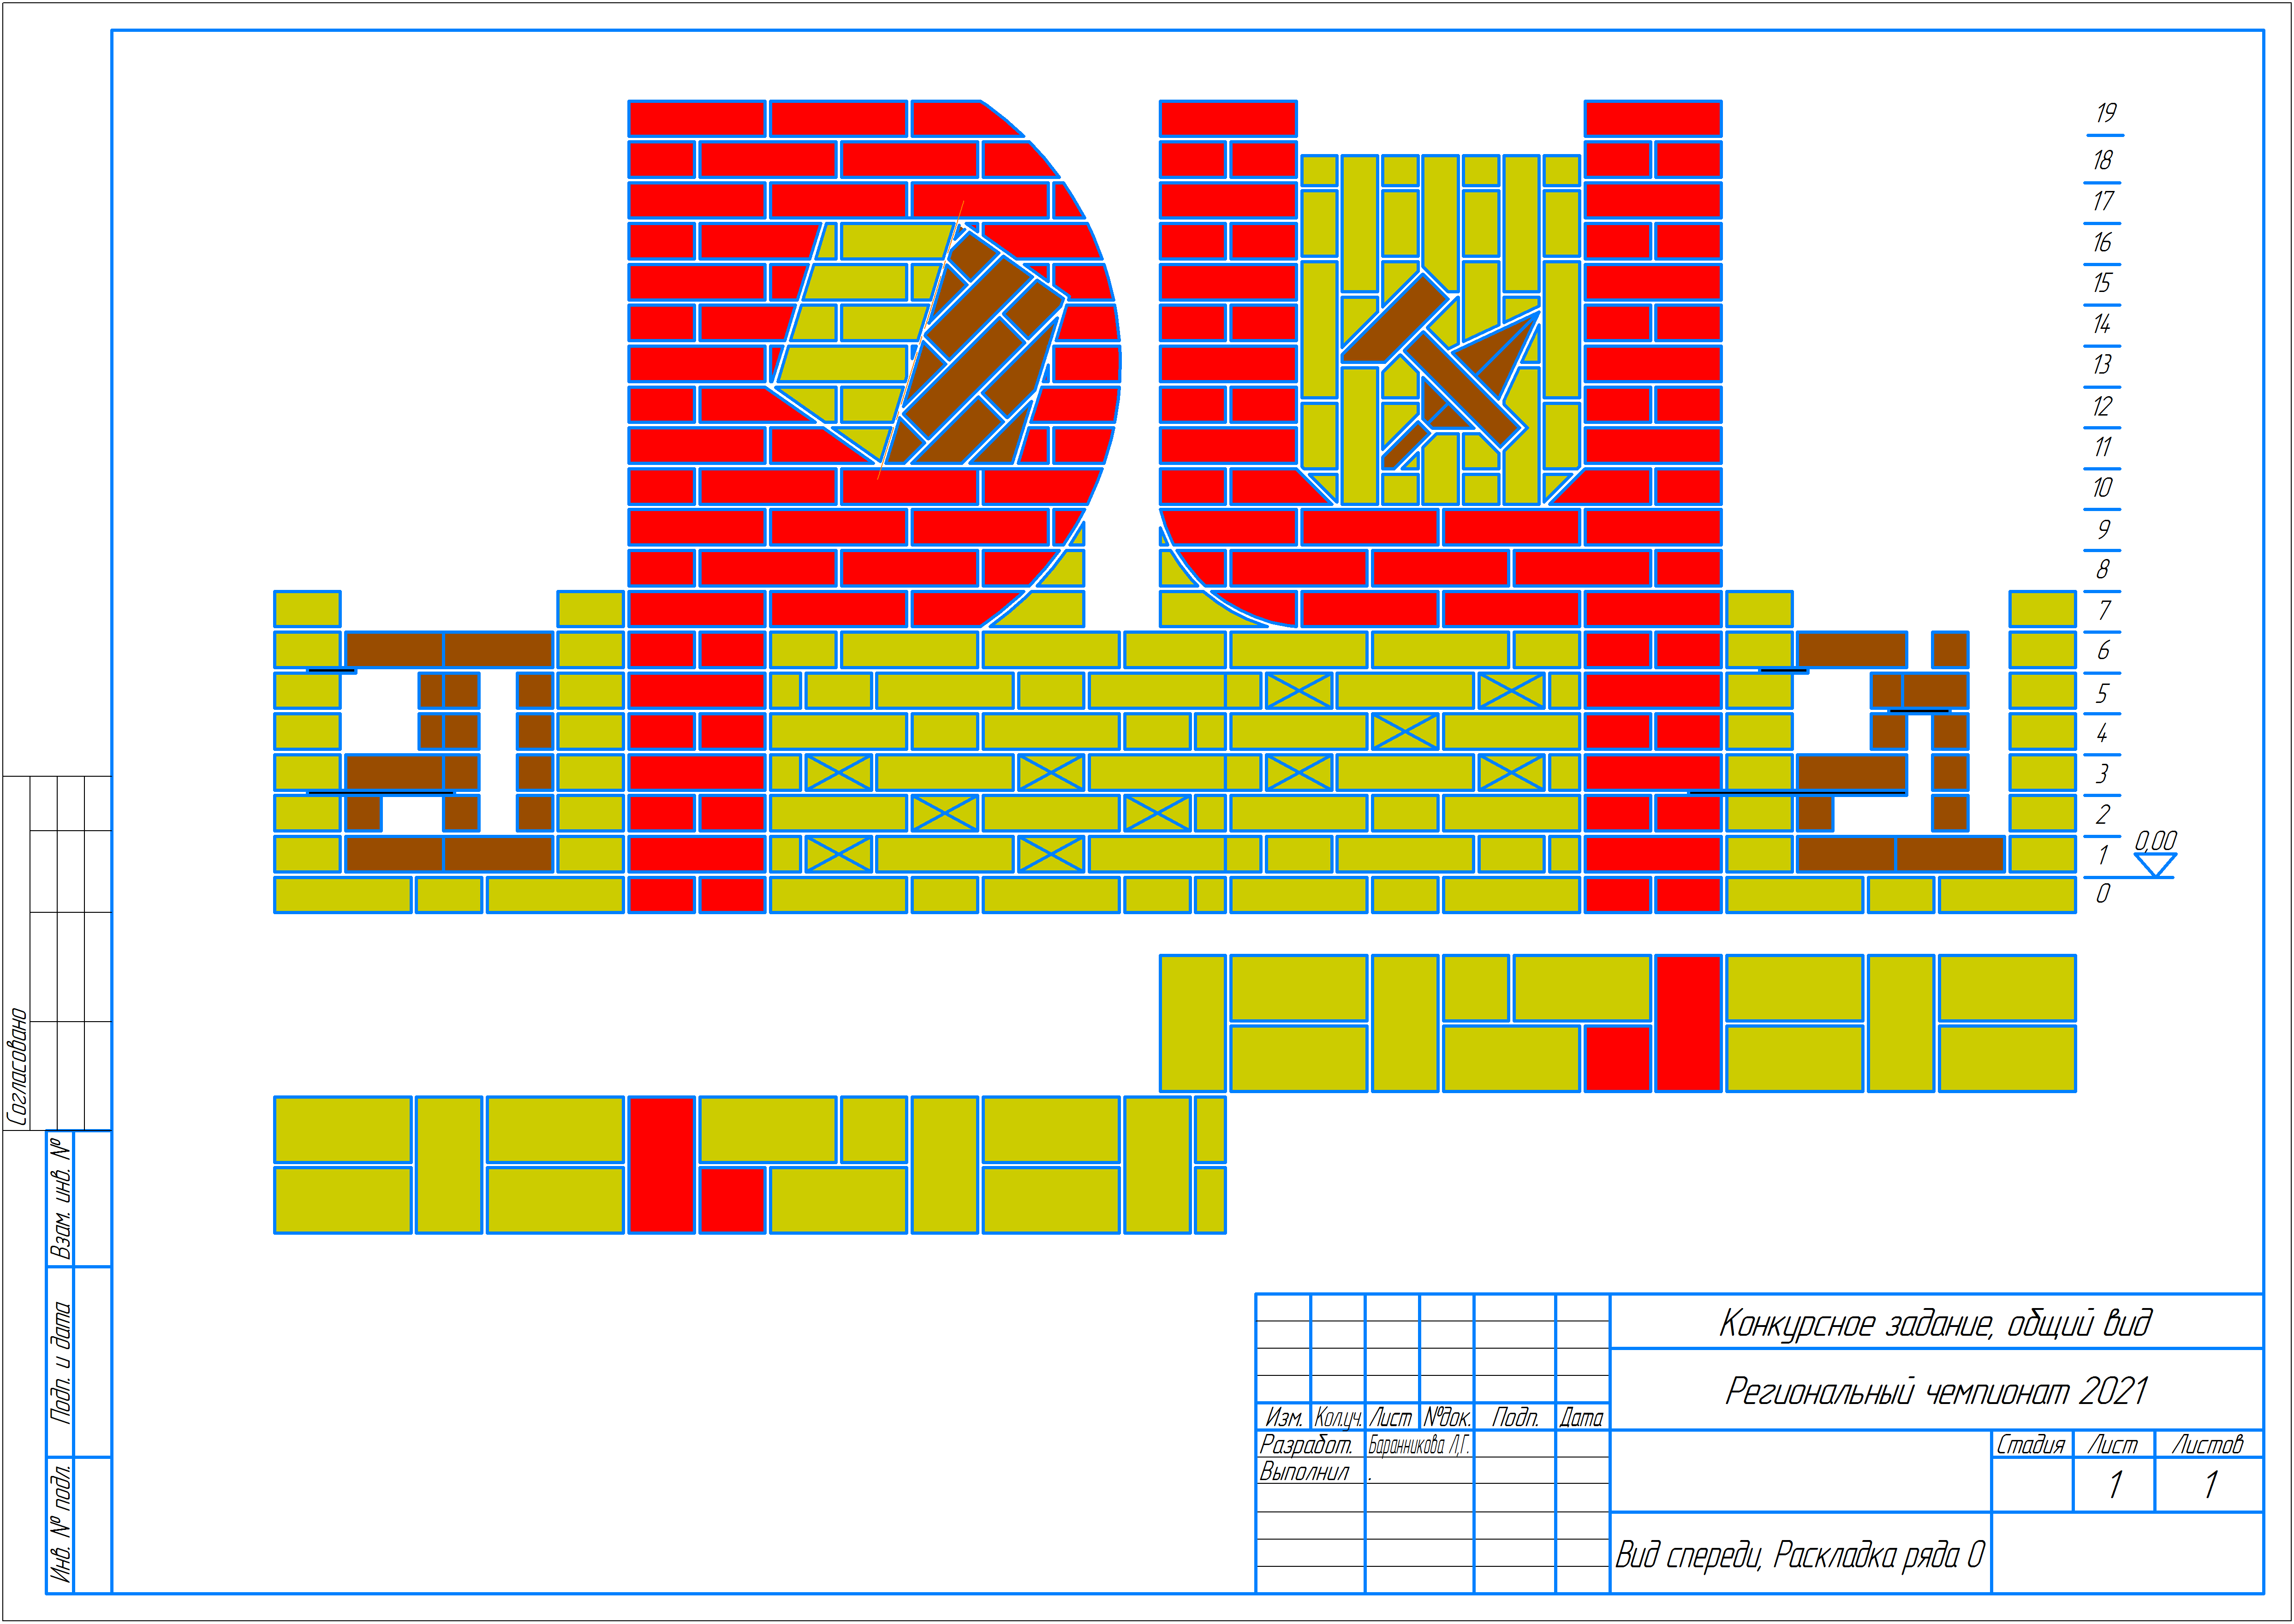 19
18
17
16
15
14
13
12
11
10
9
8
7
6
5
4
3
2
1
0,00
0
Согласовано
Взам. инв. №
Подп. и дата
Инв. № подл.
Конкурсное задание, общий вид
Региональный чемпионат 2021
Изм. Кол.уч. Лист №док. Подп. Дата
Разработ. Баранникова Л,Г.
Выполнил .
Стадия Лист Листов
1 1
Вид спереди, Раскладка ряда 0